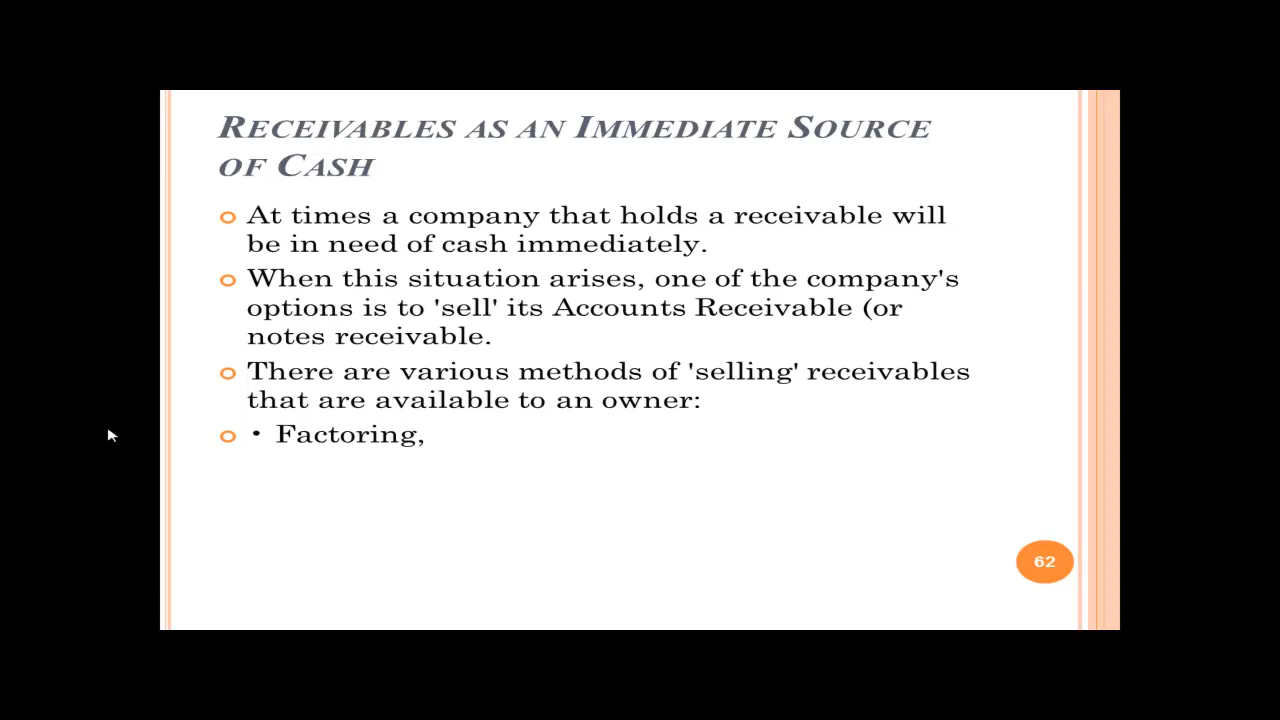 RECEIVABLES AS AN IMMEDIATE SOURCE
OF CASH
At times a company that holds a receivable will
be in need of cash immediately.
When this situation arises, one of the company's
options is to 'sell' its Accounts Receivable (or
notes receivable.
There are various methods of 'selling' receivables
that are available to an owner:
• Factoring,
62